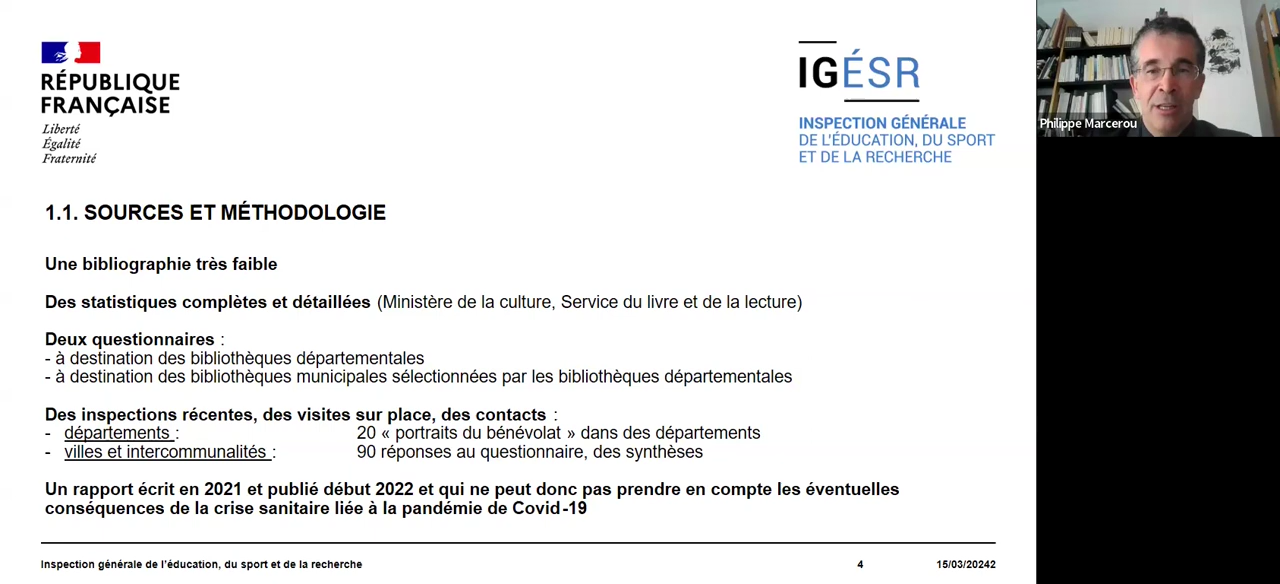 RÉPUBLIQUE
FRANÇAISE
Liberté
Égalité
Fraternité
IGÉSR
INSPECTION GÉNÉRALE
DE L'ÉDUCATION, DU SPORT
ET DE LA RECHERCHE
Philippe Marcerou
1.1. SOURCES ET MÉTHODOLOGIE
Une bibliographie très faible
Des statistiques complètes et détaillées (Ministère de la culture, Service du livre et de la lecture)
Deux questionnaires :
- à destination des bibliothèques départementales
- à destination des bibliothèques municipales sélectionnées par les bibliothèques départementales
Des inspections récentes, des visites sur place, des contacts :
- départements : 20 « portraits du bénévolat » dans des départements
- villes et intercommunalités : 90 réponses au questionnaire, des synthèses
Un rapport écrit en 2021 et publié début 2022 et qui ne peut donc pas prendre en compte les éventuelles
conséquences de la crise sanitaire liée à la pandémie de Covid-19
Inspection générale de l'éducation, du sport et de la recherche 4 15/03/20242